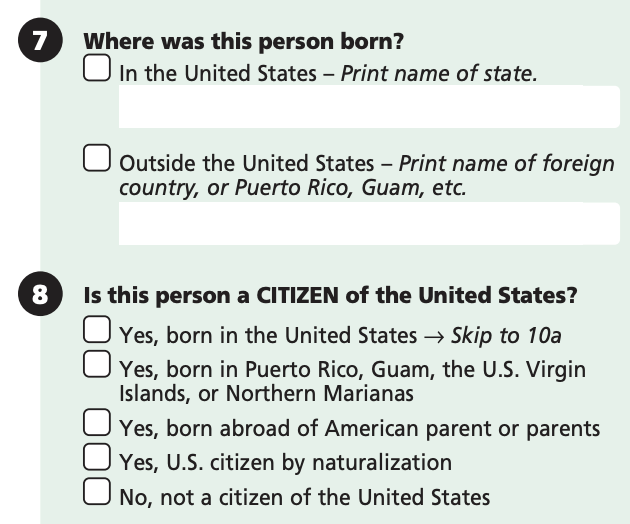 7 Where was this person born?
In the United States – Print name of state.
Outside the United States – Print name of foreign
country, or Puerto Rico, Guam, etc.
8 Is this person a CITIZEN of the United States?
Yes, born in the United States → Skip to 10a
Yes, born in Puerto Rico, Guam, the U.S. Virgin
Islands, or Northern Marianas
Yes, born abroad of American parent or parents
Yes, U.S. citizen by naturalization
No, not a citizen of the United States